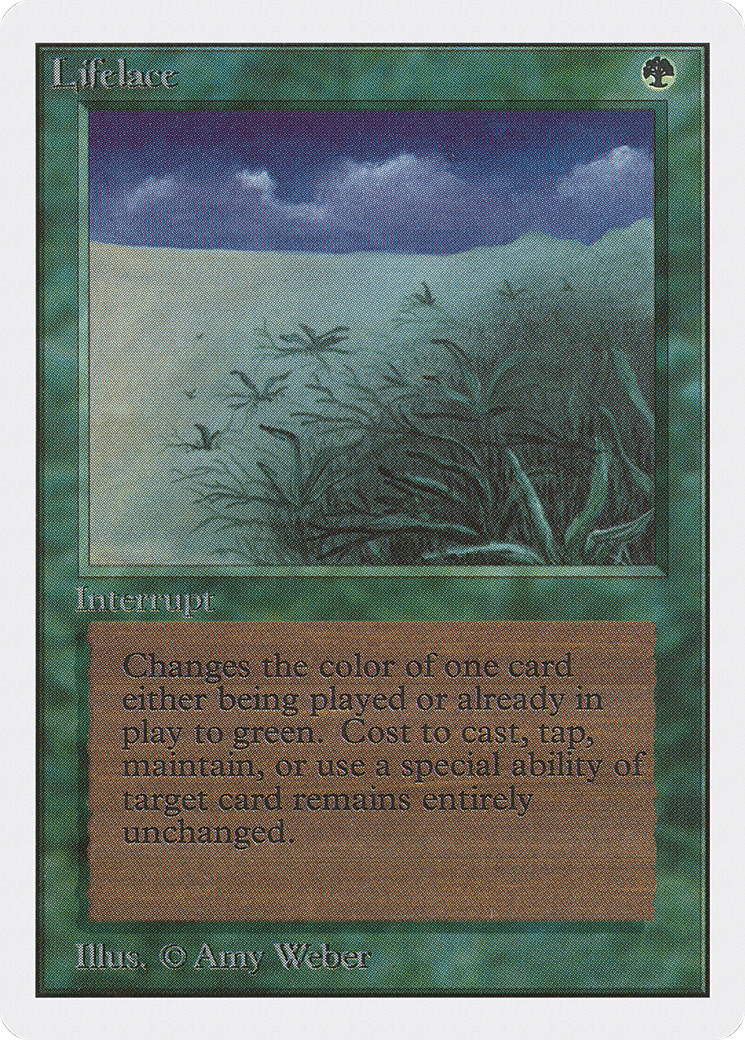 Lifelace
Interrupt
Changes the color of one card
either being played or already in
play to green. Cost to cast, tap,
maintain, or use a special ability of
target card remains entirely
unchanged.
Illus. © Amy Weber